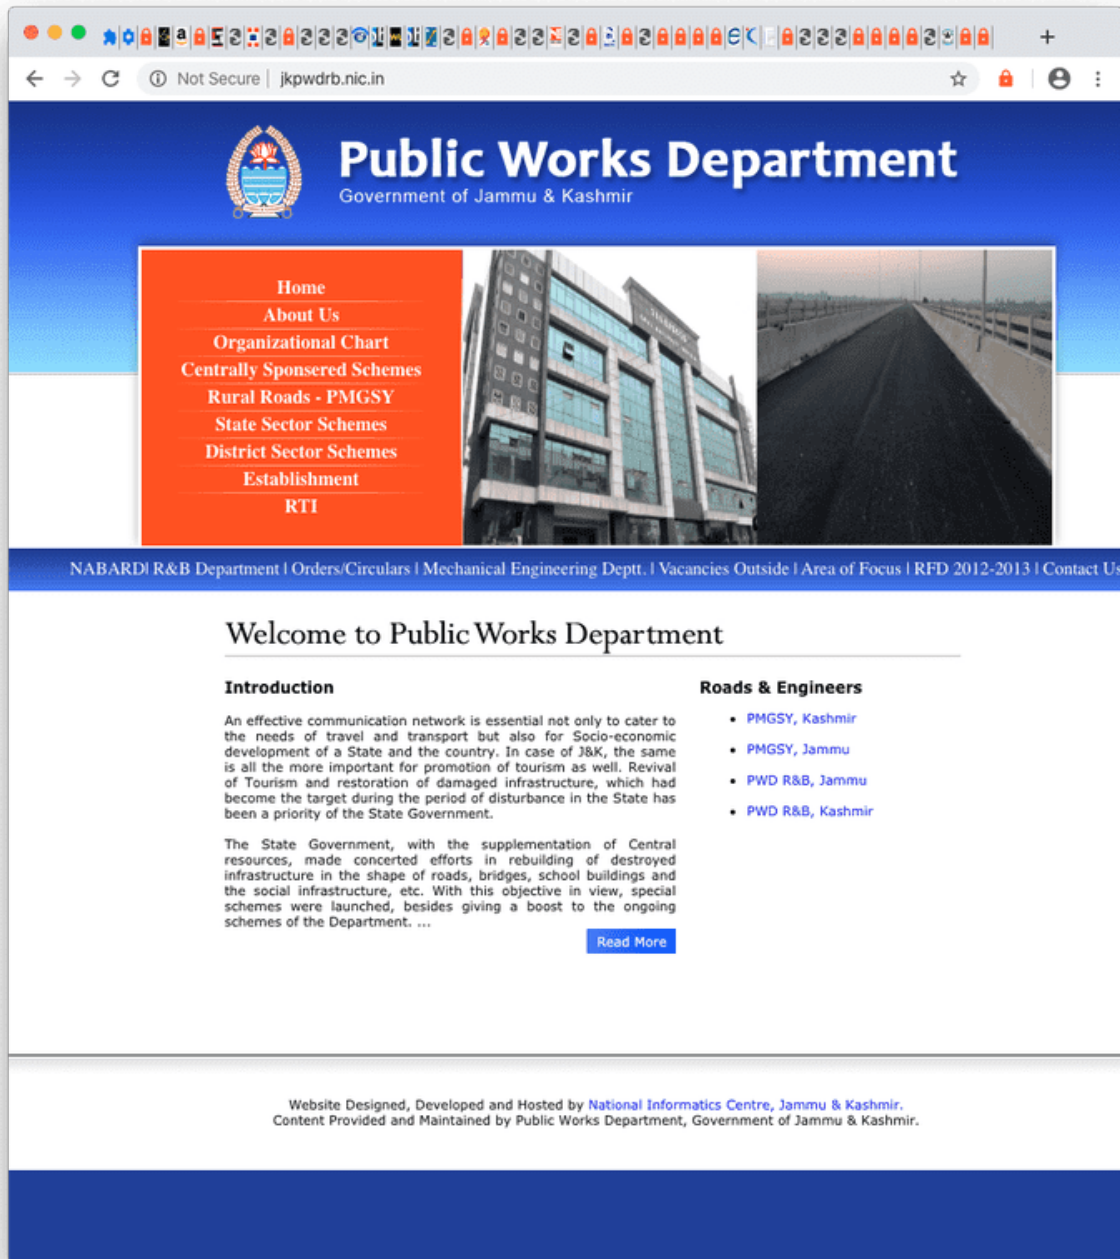 Not Secure
jkpwdrb.nic.in
Public Works Department
Government of Jammu & Kashmir
Home
About Us
Organizational Chart
Centrally Sponsered Schemes
Rural Roads - PMGSY
State Sector Schemes
District Sector Schemes
Establishment
RTI
NABARD| R&B Department | Orders/Circulars | Mechanical Engineering Deptt. | Vacancies Outside | Area of Focus | RFD 2012-2013 | Contact Us
Welcome to Public Works Department
Introduction
An effective communication network is essential not only to cater to
the needs of travel and transport but also for Socio-economic
development of a State and the country. In case of J&K, the same
is all the more important for promotion of tourism as well. Revival
of Tourism and restoration of damaged infrastructure, which had
become the target during the period of disturbance in the State has
been a priority of the State Government.
The State Government, with the supplementation of Central
resources, made concerted efforts in rebuilding of destroyed
infrastructure in the shape of roads, bridges, school buildings and
the social infrastructure, etc. With this objective in view, special
schemes were launched, besides giving a boost to the ongoing
schemes of the Department. ...
Read More
Roads & Engineers
PMGSY, Kashmir
PMGSY, Jammu
PWD R&B, Jammu
PWD R&B, Kashmir
Website Designed, Developed and Hosted by National Informatics Centre, Jammu & Kashmir.
Content Provided and Maintained by Public Works Department, Government of Jammu & Kashmir.